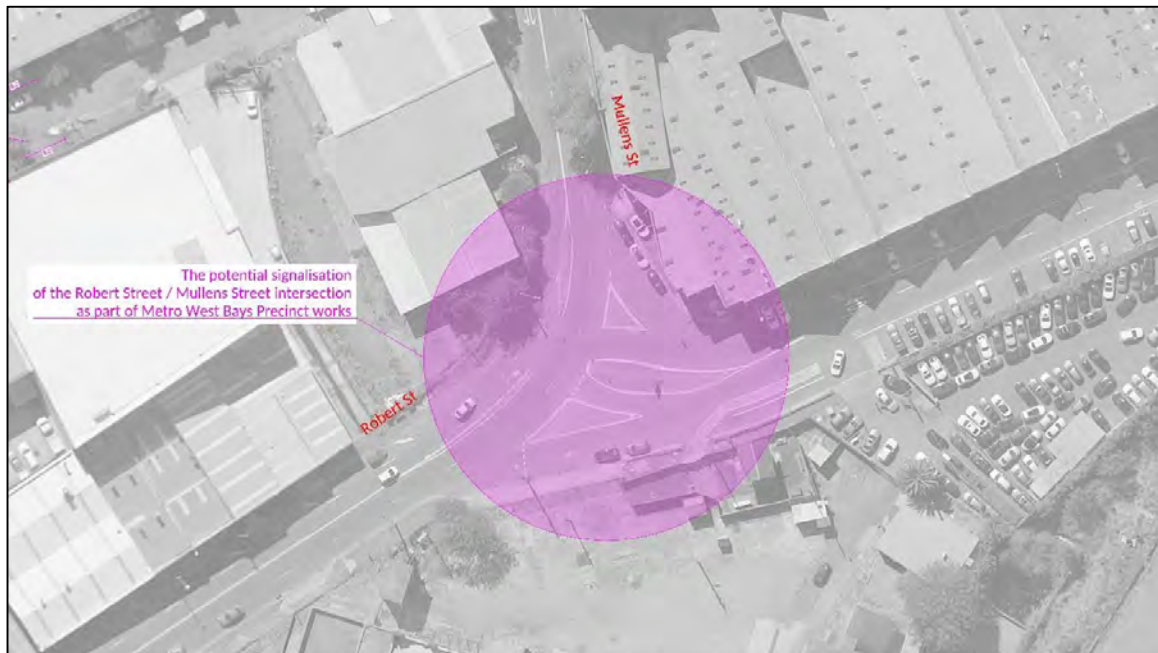 Mullens St
The potential signalisation
of the Robert Street / Mullens Street intersection
as part of Metro West Bays Precinct works
Robert St